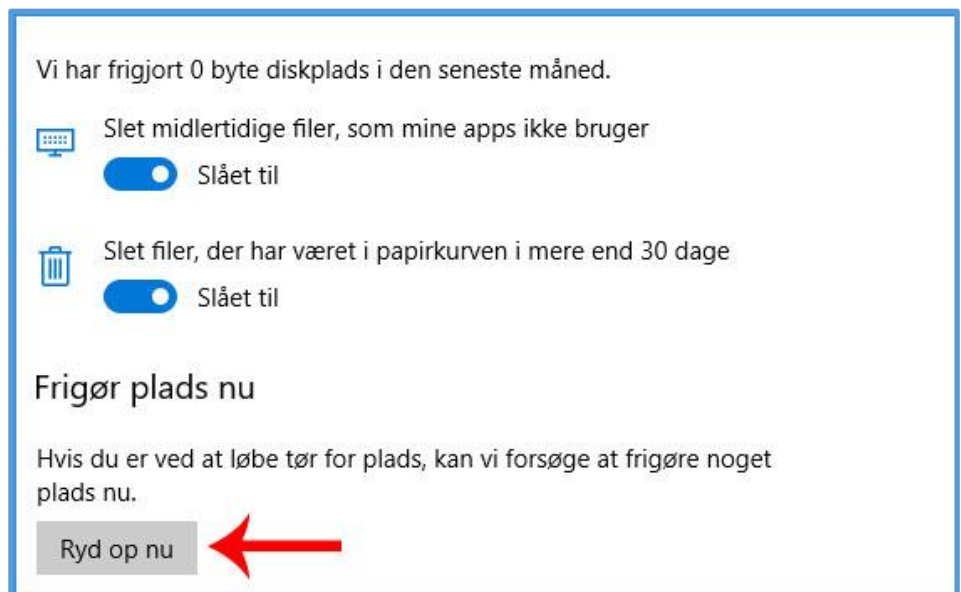 Vi har frigjort 0 byte diskplads i den seneste måned.
Slet midlertidige filer, som mine apps ikke bruger
Slået til
Slet filer, der har været i papirkurven i mere end 30 dage
Slået til
Frigør plads nu
Hvis du er ved at løbe tør for plads, kan vi forsøge at frigøre noget
plads nu.
Ryd op nu